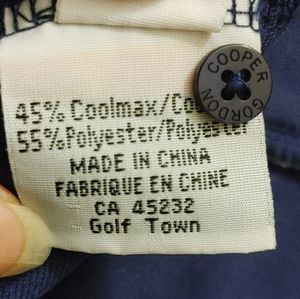 COOPER
GORDON
45% Coolmax/Co
55% Polyester/Polyester
MADE IN CHINA
FABRIQUE EN CHINE
CA 45232
Golf Town